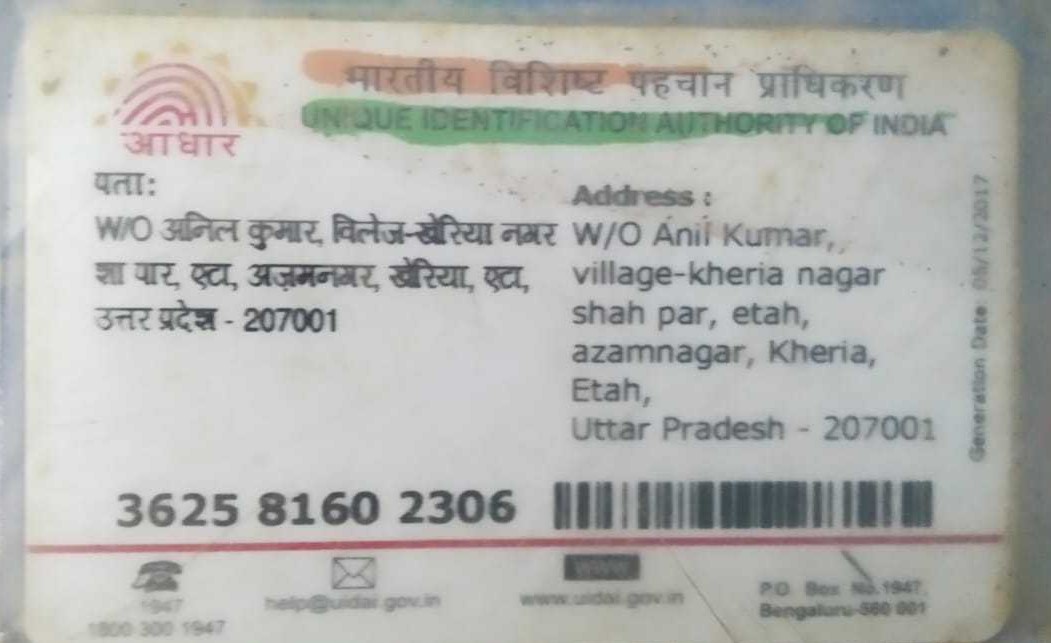 भारतीय विशिष्ट पहचान प्राधिकरण
UNIQUE IDENTIFICATION AUTHORITY OF INDIA
आधार
पता:
W/O अनिल कुमार, विलेज-खेरिया नगर
शा पार, एटा, अज़मनगर, खेरिया, एटा,
उत्तर प्रदेश - 207001
Address :
W/O Anil Kumar,
village-kheria nagar
shah par, etah,
azamnagar, Kheria,
Etah,
Uttar Pradesh - 207001
Generation Date:
3625 8160 2306
1947
1800 300 1947
help@uidai.gov.in
www
www.uidai.gov.in
P.O. Box No.1947,
Bengaluru-560 001